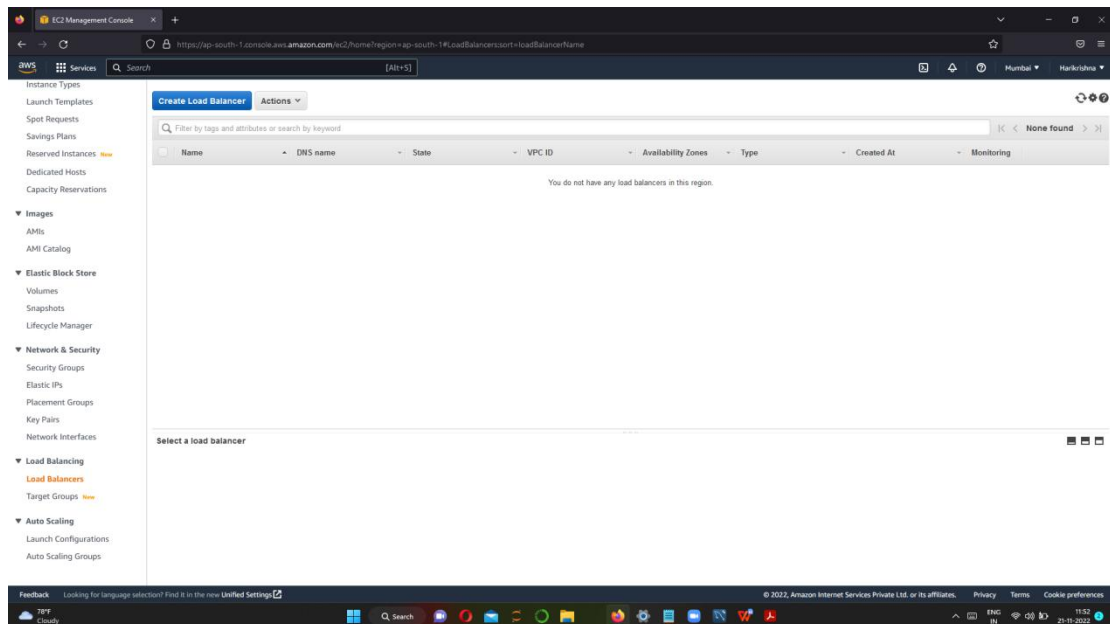 EC2 Management Console
https://ap-south-1.console.aws.amazon.com/ec2/home?region=ap-south-1#LoadBalancers:sort=loadBalancerName
aws
Services
Search
[Alt+S]
Mumbai
Harikrishna
Instance Types
Launch Templates
Spot Requests
Savings Plans
Reserved Instances New
Dedicated Hosts
Capacity Reservations
Images
AMIs
AMI Catalog
Elastic Block Store
Volumes
Snapshots
Lifecycle Manager
Network & Security
Security Groups
Elastic IPs
Placement Groups
Key Pairs
Network Interfaces
Load Balancing
Load Balancers
Target Groups New
Auto Scaling
Launch Configurations
Auto Scaling Groups
Create Load Balancer
Actions
Filter by tags and attributes or search by keyword
None found
Name
DNS name
State
VPC ID
Availability Zones
Type
Created At
Monitoring
You do not have any load balancers in this region.
Select a load balancer
Feedback
Looking for language selection? Find it in the new Unified Settings
© 2022, Amazon Internet Services Private Ltd. or its affiliates.
Privacy
Terms
Cookie preferences
78°F
Cloudy
Search
ENG
IN
11:52
21-11-2022